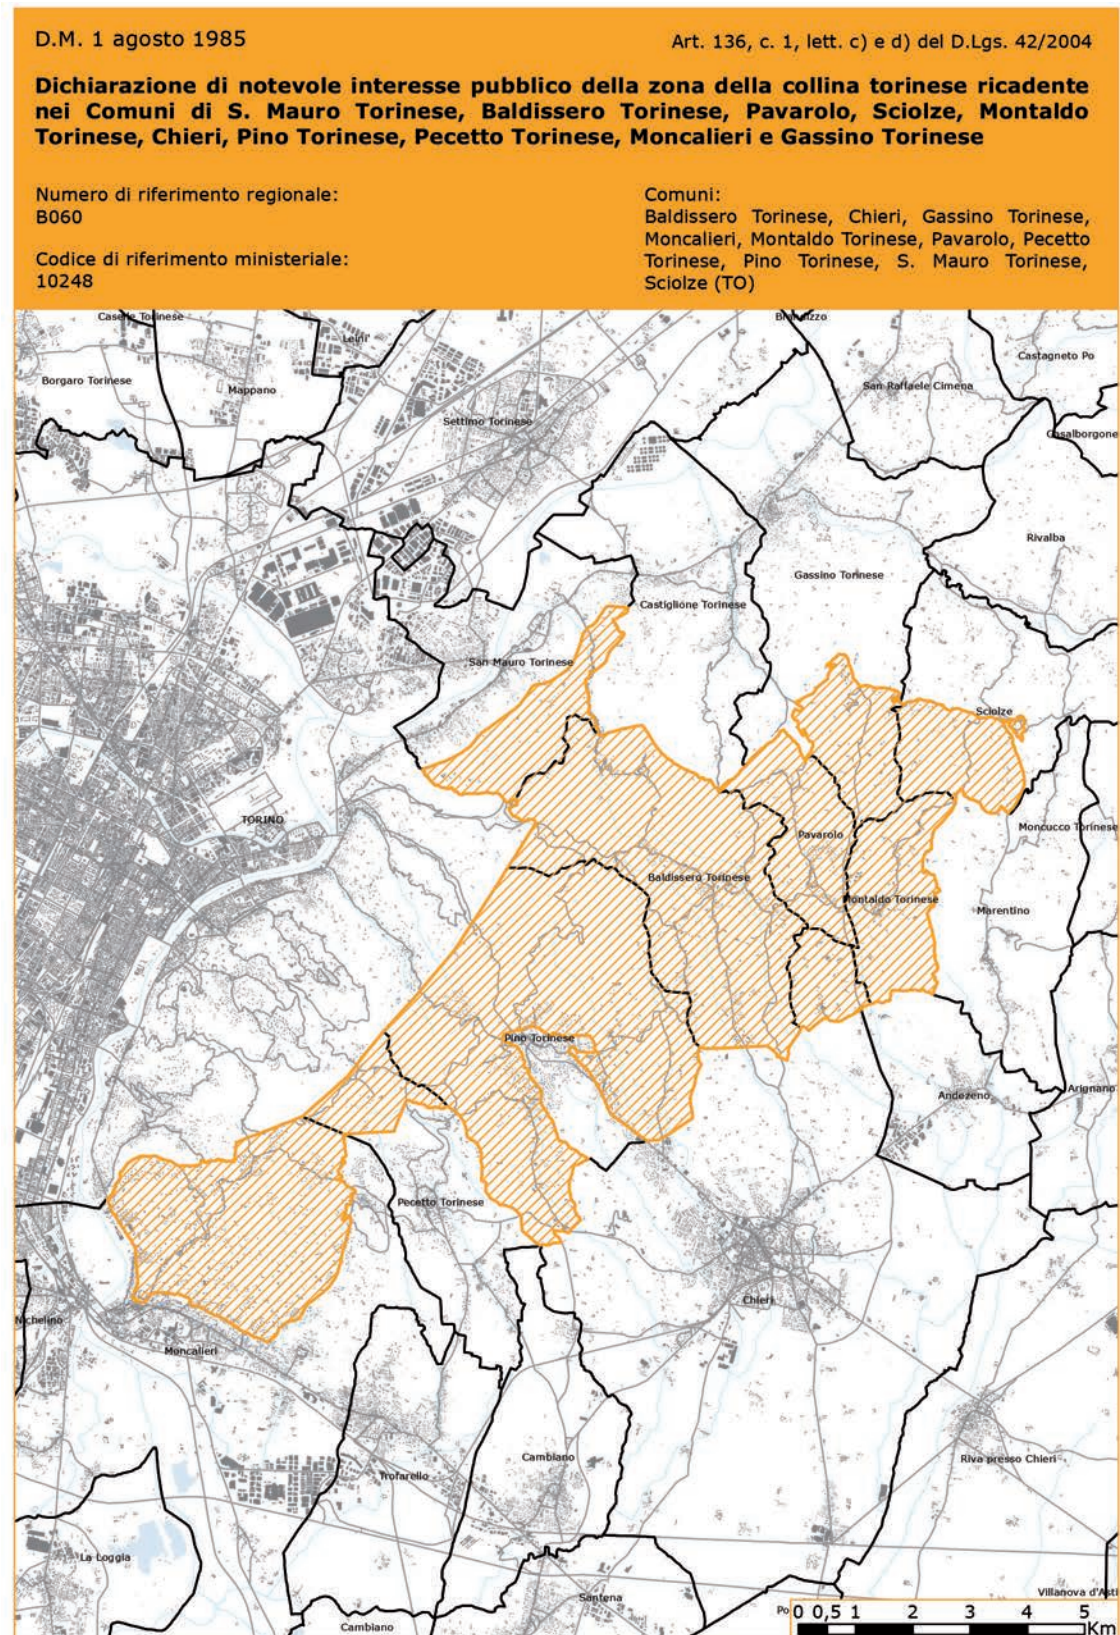 D.M. 1 agosto 1985
Art. 136, c. 1, lett. c) e d) del D.Lgs. 42/2004
Dichiarazione di notevole interesse pubblico della zona della collina torinese ricadente
nei Comuni di S. Mauro Torinese, Baldissero Torinese, Pavarolo, Sciolze, Montaldo
Torinese, Chieri, Pino Torinese, Pecetto Torinese, Moncalieri e Gassino Torinese
Numero di riferimento regionale:
B060
Codice di riferimento ministeriale:
10248
Comuni:
Baldissero Torinese, Chieri, Gassino Torinese,
Moncalieri, Montaldo Torinese, Pavarolo, Pecetto
Torinese, Pino Torinese, S. Mauro Torinese,
Sciolze (TO)
Caselle Torinese
Leini'
Castagneto Po
Borgaro Torinese
Mappano
San Raffaele Cimena
Settimo Torinese
Casalborgone
Rivalba
Gassino Torinese
Castiglione Torinese
San Mauro Torinese
Sciolze
TORINO
Moncucco Torinese
Pavarolo
Baldissero Torinese
Montaldo Torinese
Marentino
Pino Torinese
Andezeno
Arignano
Pecetto Torinese
Chieri
Nichelino
Moncalieri
Cambiano
Riva presso Chieri
Trofarello
La Loggia
Villanova d'Asti
Santena
Po
Cambiano
0 0,5 1 2 3 4 5
Km